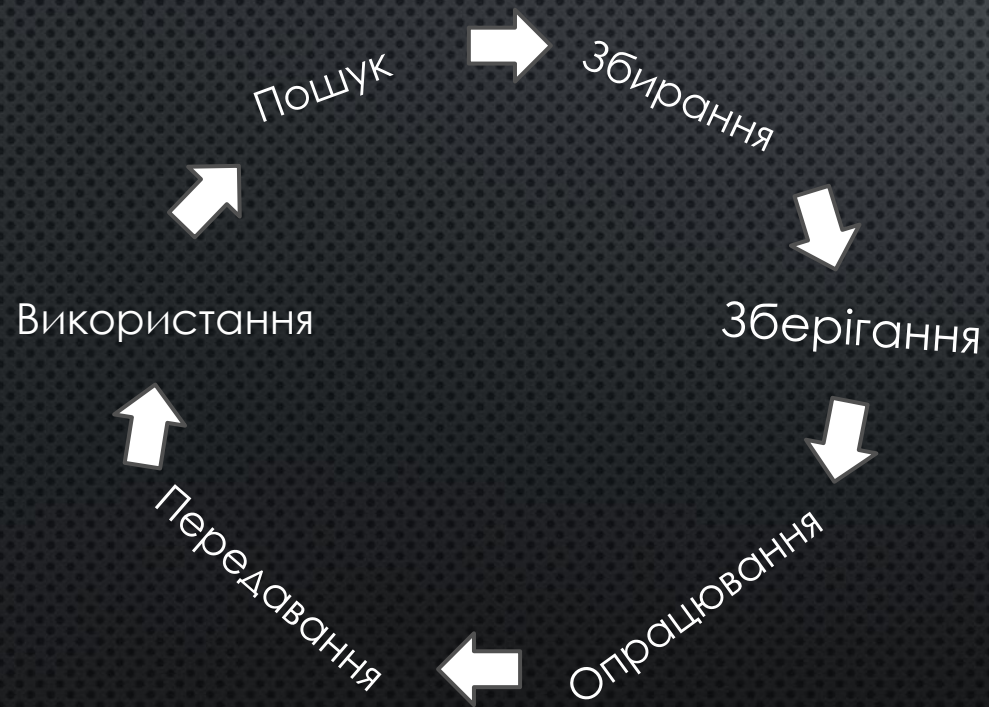 Пошук
Збирання
Зберігання
Опрацювання
Передавання
Використання